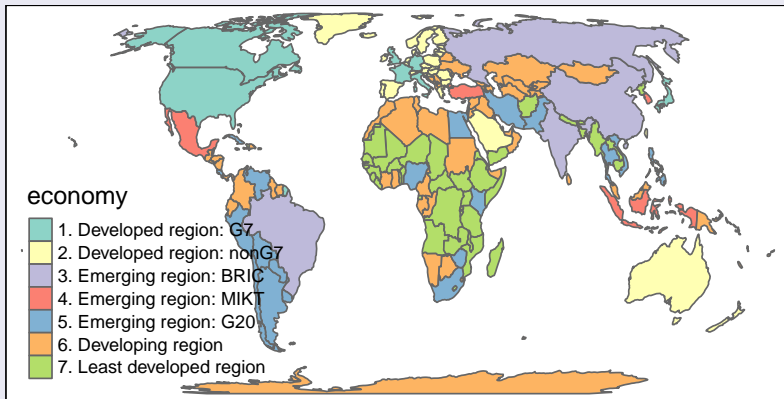 economy
1. Developed region: G7
2. Developed region: nonG7
3. Emerging region: BRIC
4. Emerging region: MIKT
5. Emerging region: G20
6. Developing region
7. Least developed region